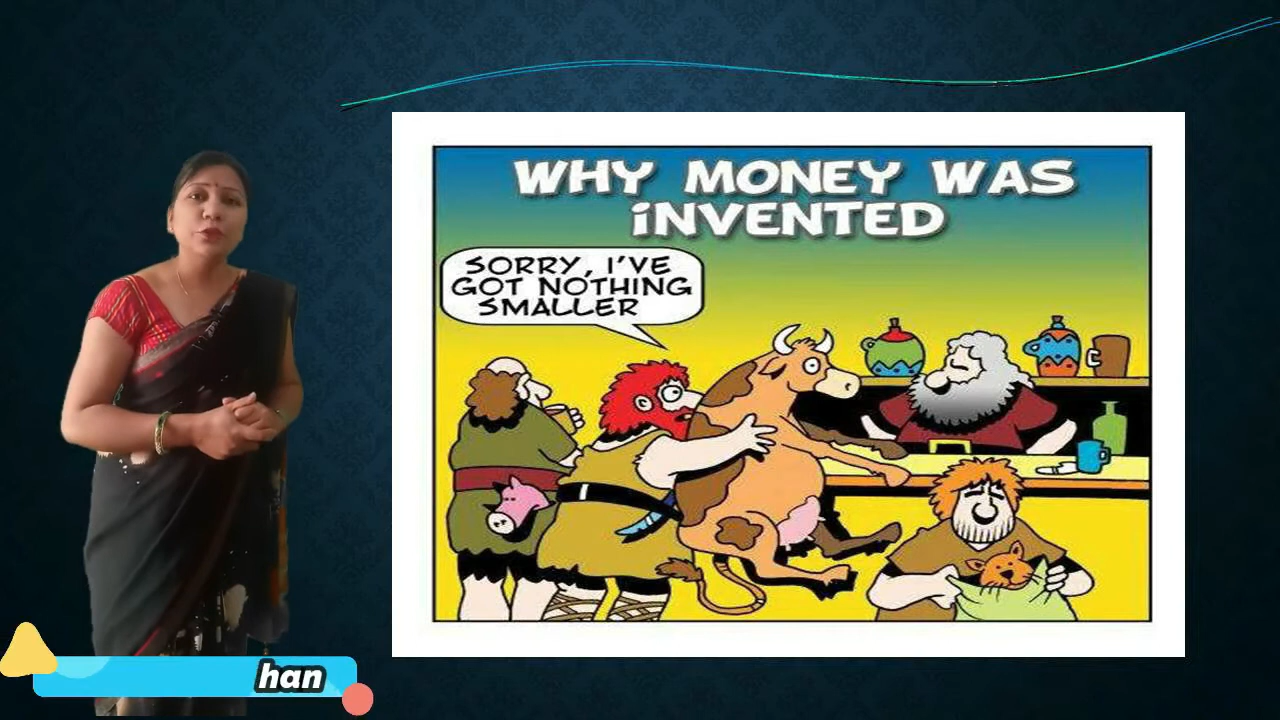 WHY MONEY WAS
iNVENTED
SORRY, I'VE
GOT NOTHING
SMALLER
han